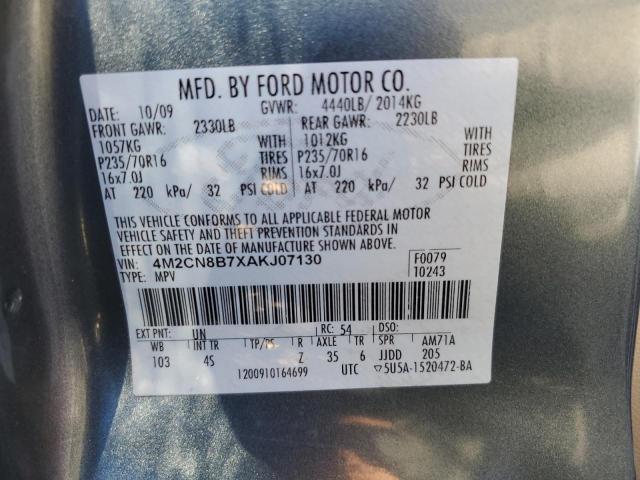 MFD. BY FORD MOTOR CO.
DATE: 10/09 GVWR: 4440LB/ 2014KG
FRONT GAWR: 2330LB REAR GAWR: 2230LB
1057KG WITH 1012KG WITH
P235/70R16 TIRES P235/70R16 TIRES
16x7.0J RIMS 16x7.0J RIMS
AT 220 kPa/ 32 PSI COLD AT 220 kPa/ 32 PSI COLD
THIS VEHICLE CONFORMS TO ALL APPLICABLE FEDERAL MOTOR
VEHICLE SAFETY AND THEFT PREVENTION STANDARDS IN
EFFECT ON THE DATE OF MANUFACTURE SHOWN ABOVE.
VIN: 4M2CN8B7XAKJ07130 F0079
TYPE: MPV T0243
EXT PNT: UN RC: 54 DSO:
WB INT TR TP/PS R AXLE TR SPR AM71A
103 4S Z 35 6 JJDD 205
1200910164699 UTC ▽5U5A-1520472-BA